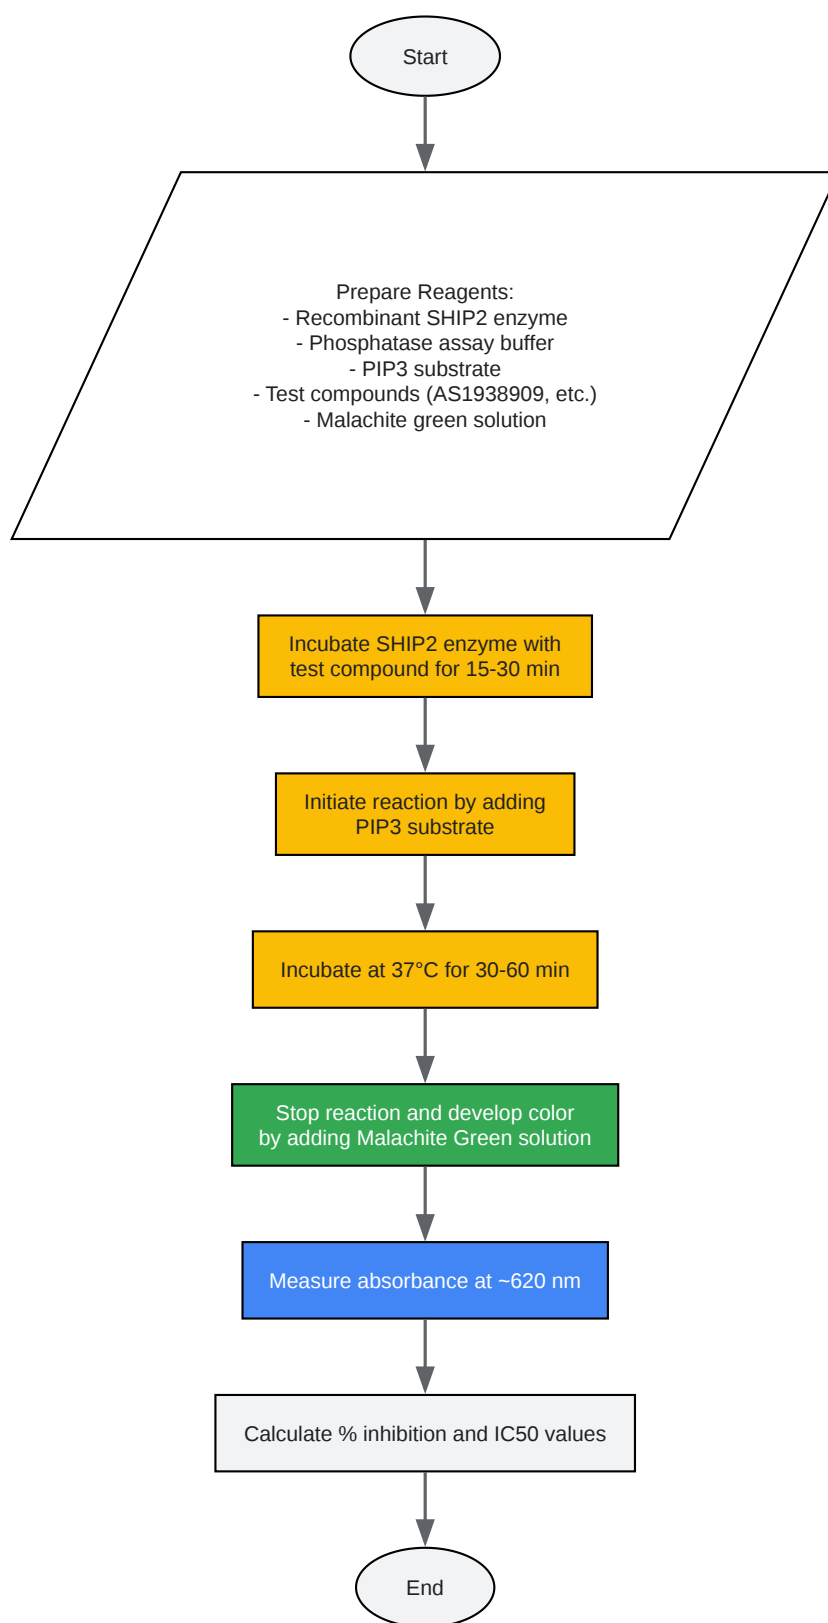 Start
Prepare Reagents:
- Recombinant SHIP2 enzyme
- Phosphatase assay buffer
- PIP3 substrate
- Test compounds (AS1938909, etc.)
- Malachite green solution
Incubate SHIP2 enzyme with
test compound for 15-30 min
Initiate reaction by adding
PIP3 substrate
Incubate at 37°C for 30-60 min
Stop reaction and develop color
by adding Malachite Green solution
Measure absorbance at ~620 nm
Calculate % inhibition and IC50 values
End